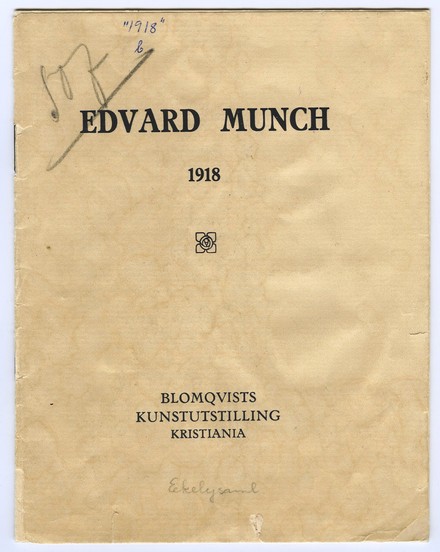 "1918"
b
EDVARD MUNCH
1918
BLOMQVISTS
KUNSTUTSTILLING
KRISTIANIA